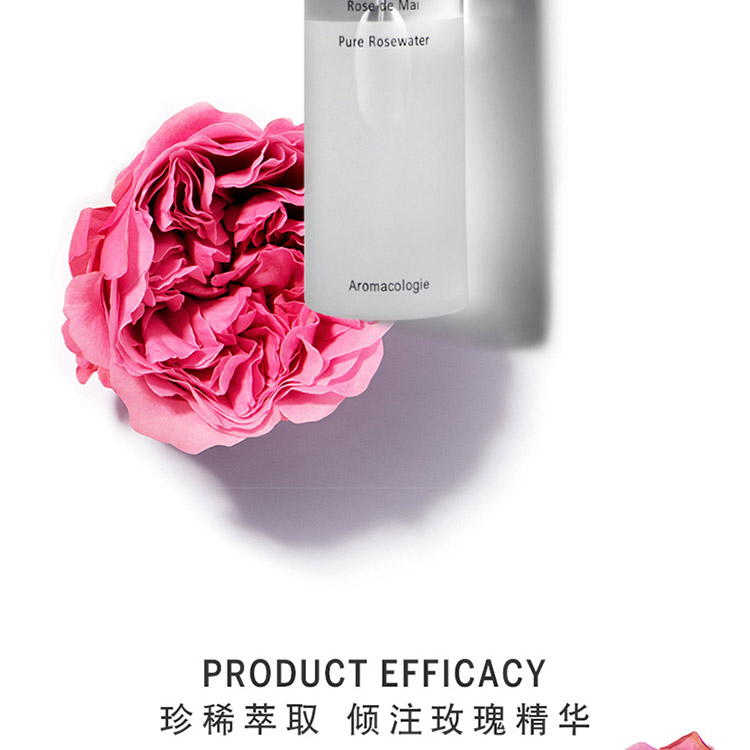 Rose de Mai
Pure Rosewater
Aromacologie
PRODUCT EFFICACY
珍稀萃取 倾注玫瑰精华